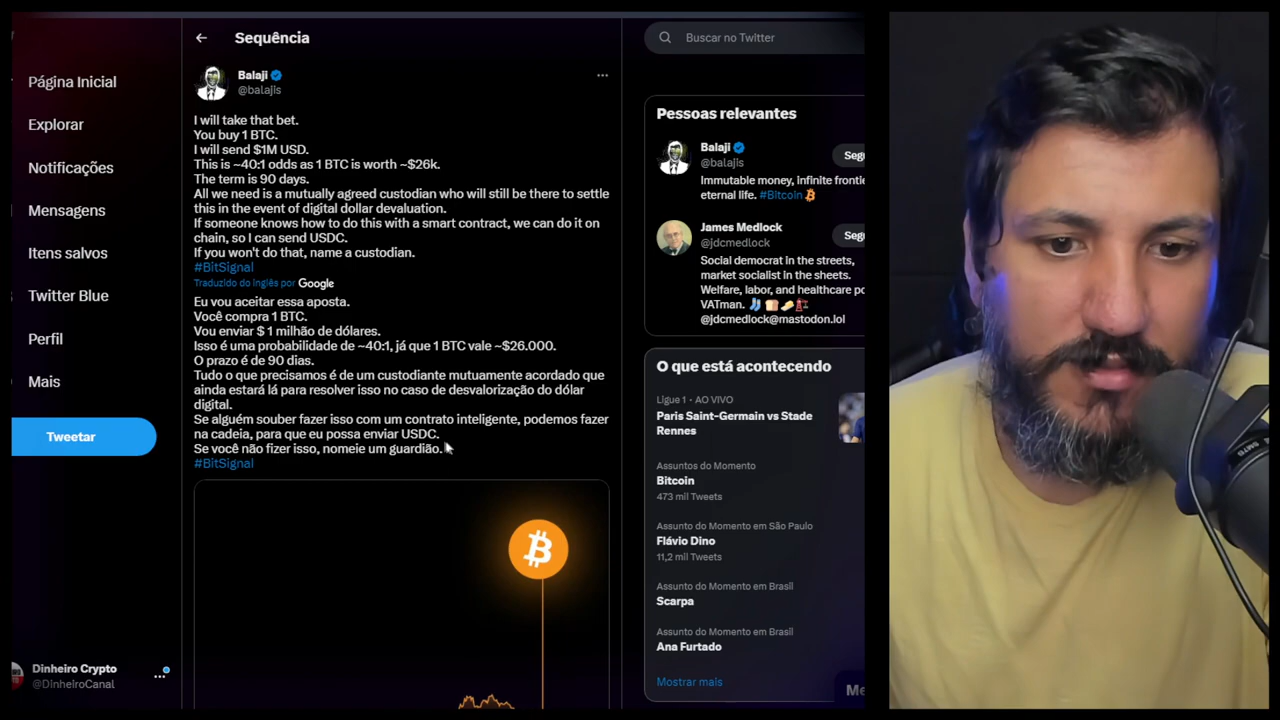 Sequência
Buscar no Twitter
Página Inicial
Explorar
Notificações
Mensagens
Itens salvos
Twitter Blue
Perfil
Mais
Tweetar
Dinheiro Crypto
@DinheiroCanal
Balaji
@balajis
I will take that bet.
You buy 1 BTC.
I will send $1M USD.
This is ~40:1 odds as 1 BTC is worth ~$26k.
The term is 90 days.
All we need is a mutually agreed custodian who will still be there to settle
this in the event of digital dollar devaluation.
If someone knows how to do this with a smart contract, we can do it on
chain, so I can send USDC.
If you won't do that, name a custodian.
#BitSignal
Traduzido do inglês por Google
Eu vou aceitar essa aposta.
Você compra 1 BTC.
Vou enviar $ 1 milhão de dólares.
Isso é uma probabilidade de ~40:1, já que 1 BTC vale ~$26.000.
O prazo é de 90 dias.
Tudo o que precisamos é de um custodiante mutuamente acordado que
ainda estará lá para resolver isso no caso de desvalorização do dólar
digital.
Se alguém souber fazer isso com um contrato inteligente, podemos fazer
na cadeia, para que eu possa enviar USDC.
Se você não fizer isso, nomeie um guardião.
#BitSignal
Pessoas relevantes
Balaji
@balajis
Immutable money, infinite frontie
eternal life. #Bitcoin
Seg
James Medlock
@jdcmedlock
Seg
Social democrat in the streets,
market socialist in the sheets.
Welfare, labor, and healthcare po
VATman.
@jdcmedlock@mastodon.lol
O que está acontecendo
Ligue 1 · AO VIVO
Paris Saint-Germain vs Stade
Rennes
Assuntos do Momento
Bitcoin
473 mil Tweets
Assunto do Momento em São Paulo
Flávio Dino
11,2 mil Tweets
Assunto do Momento em Brasil
Scarpa
Assunto do Momento em Brasil
Ana Furtado
Mostrar mais
Me